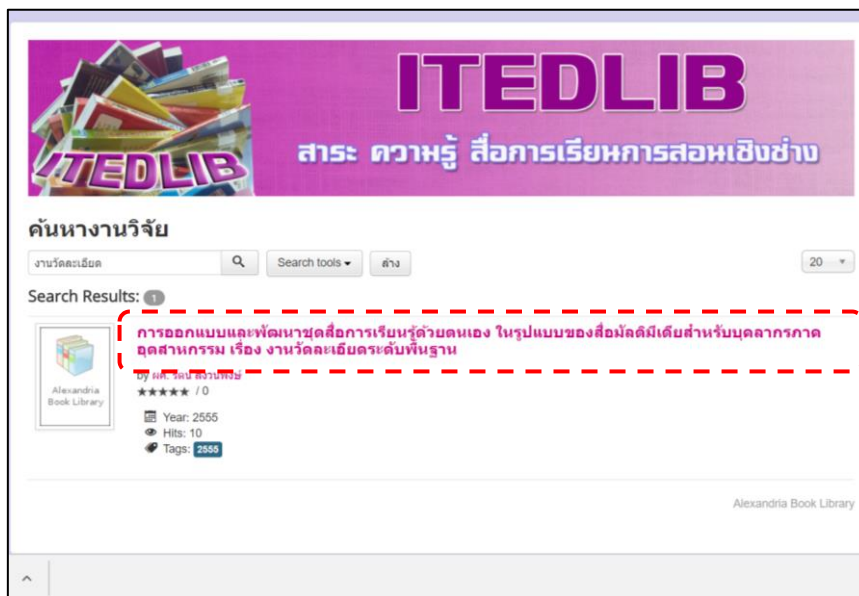 ITEDLIB
ITEDLIB
สาระ ความรู้ สื่อการเรียนการสอนเชิงช่าง
ค้นหางานวิจัย
งานวัดละเอียด
Search tools
ล้าง
20
Search Results: 1
การออกแบบและพัฒนาชุดสื่อการเรียนรู้ด้วยตนเอง ในรูปแบบของสื่อมัลติมีเดียสำหรับบุคลากรภาค
อุตสาหกรรม เรื่อง งานวัดละเอียดระดับพื้นฐาน
by ผศ. รัตน์
★★★★★ / 0
Alexandria
Book Library
Year: 2555
Hits: 10
Tags: 2555
Alexandria Book Library